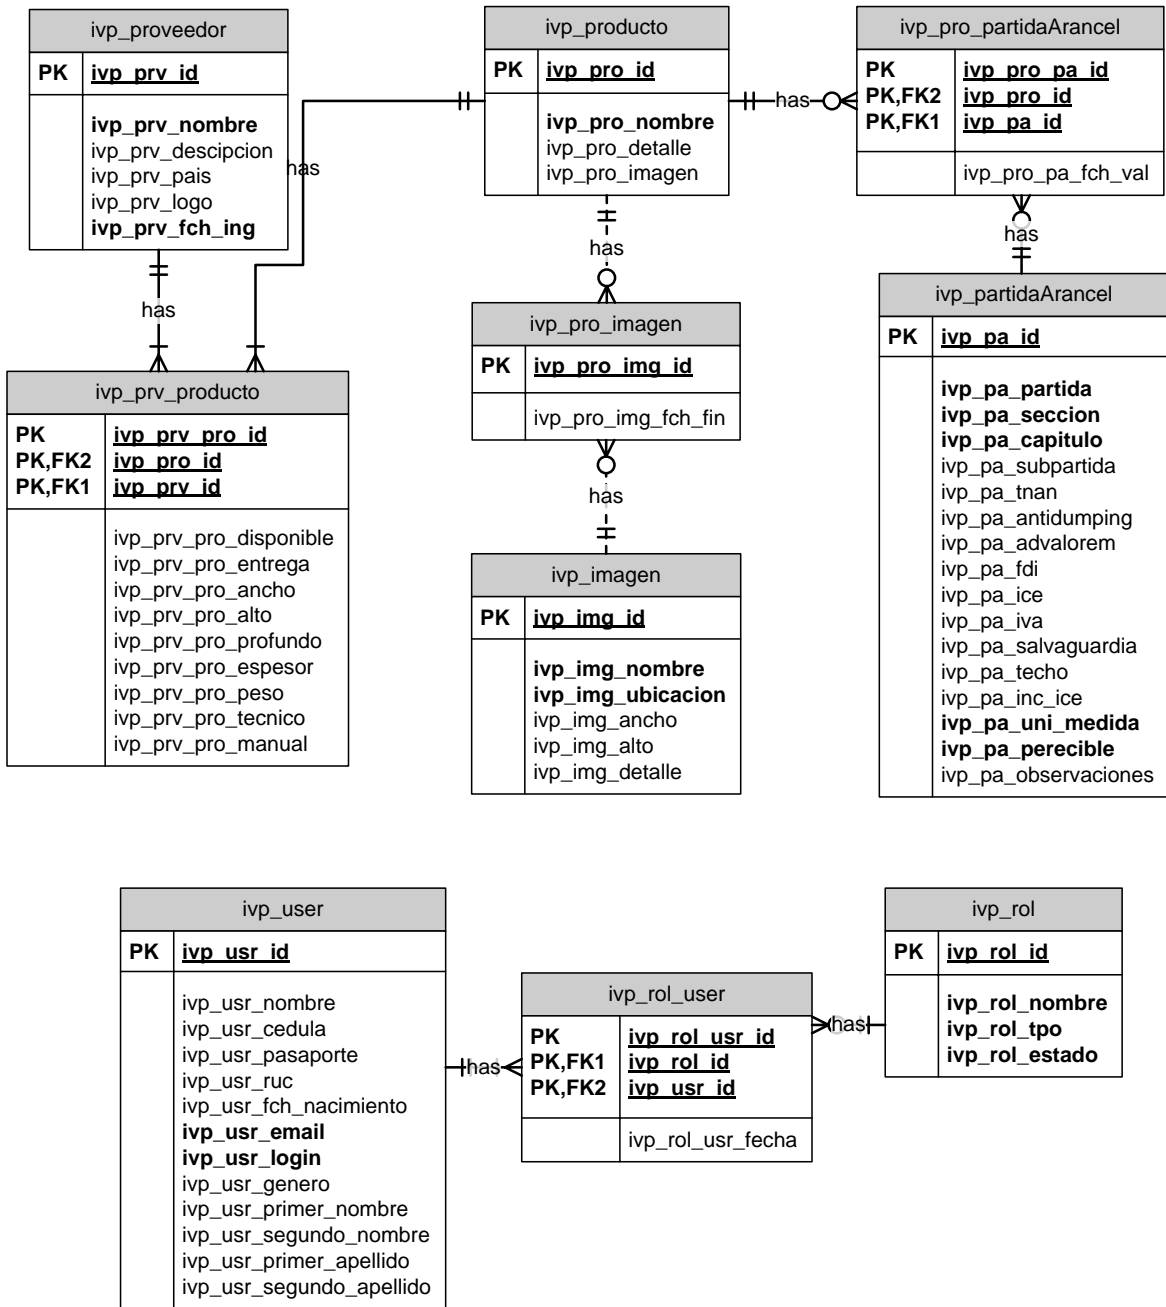 ivp_proveedor
PK ivp_prv_id
ivp_prv_nombre
ivp_prv_descipcion
ivp_prv_pais
ivp_prv_logo
ivp_prv_fch_ing
has
has
ivp_producto
PK ivp_pro_id
ivp_pro_nombre
ivp_pro_detalle
ivp_pro_imagen
has
has
ivp_pro_partidaArancel
PK ivp_pro_pa_id
PK,FK2 ivp_pro_id
PK,FK1 ivp_pa_id
ivp_pro_pa_fch_val
has
ivp_prv_producto
PK ivp_prv_pro_id
PK,FK2 ivp_pro_id
PK,FK1 ivp_prv_id
ivp_prv_pro_disponible
ivp_prv_pro_entrega
ivp_prv_pro_ancho
ivp_prv_pro_alto
ivp_prv_pro_profundo
ivp_prv_pro_espesor
ivp_prv_pro_peso
ivp_prv_pro_tecnico
ivp_prv_pro_manual
ivp_pro_imagen
PK ivp_pro_img_id
ivp_pro_img_fch_fin
has
ivp_imagen
PK ivp_img_id
ivp_img_nombre
ivp_img_ubicacion
ivp_img_ancho
ivp_img_alto
ivp_img_detalle
ivp_partidaArancel
PK ivp_pa_id
ivp_pa_partida
ivp_pa_seccion
ivp_pa_capitulo
ivp_pa_subpartida
ivp_pa_tnan
ivp_pa_antidumping
ivp_pa_advalorem
ivp_pa_fdi
ivp_pa_ice
ivp_pa_iva
ivp_pa_salvaguardia
ivp_pa_techo
ivp_pa_inc_ice
ivp_pa_uni_medida
ivp_pa_perecible
ivp_pa_observaciones
ivp_user
PK ivp_usr_id
ivp_usr_nombre
ivp_usr_cedula
ivp_usr_pasaporte
ivp_usr_ruc
ivp_usr_fch_nacimiento
ivp_usr_email
ivp_usr_login
ivp_usr_genero
ivp_usr_primer_nombre
ivp_usr_segundo_nombre
ivp_usr_primer_apellido
ivp_usr_segundo_apellido
has
ivp_rol_user
PK ivp_rol_usr_id
PK,FK1 ivp_rol_id
PK,FK2 ivp_usr_id
ivp_rol_usr_fecha
has
ivp_rol
PK ivp_rol_id
ivp_rol_nombre
ivp_rol_tpo
ivp_rol_estado